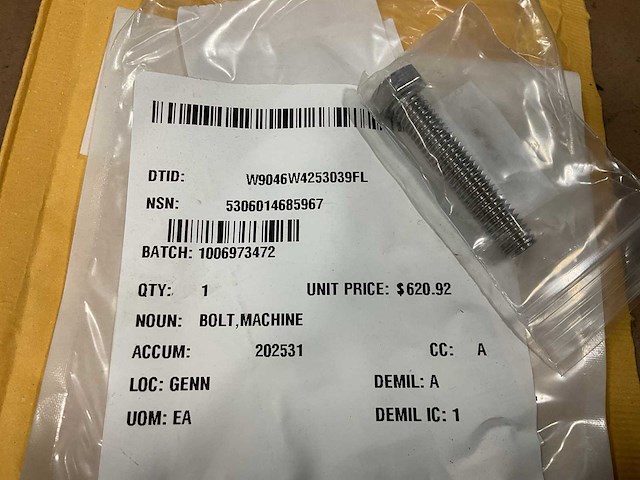 DTID: W9046W4253039FL
NSN: 5306014685967
BATCH: 1006973472
QTY: 1 UNIT PRICE: $620.92
NOUN: BOLT,MACHINE
ACCUM: 202531 CC: A
LOC: GENN DEMIL: A
UOM: EA DEMIL IC: 1